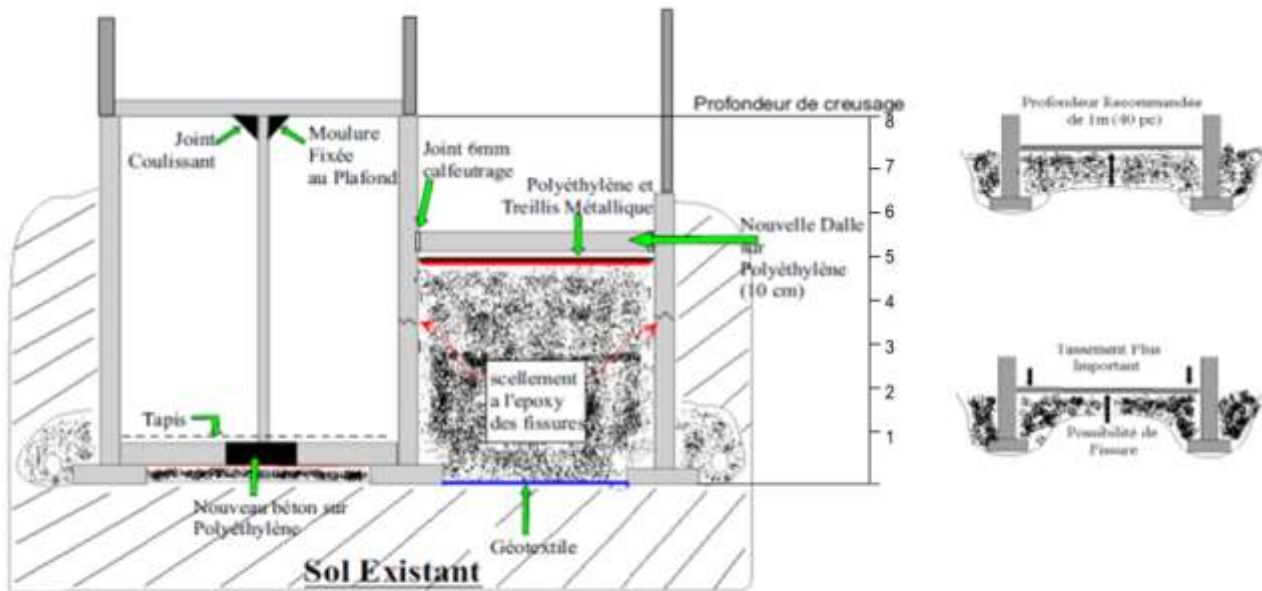 Profondeur de creusage
8
7
6
5
4
3
2
1
Joint
Coulissant
Moulure
Fixée
au Plafond
Joint 6mm
calfeutrage
Polyéthylène et
Treillis Métallique
Nouvelle Dalle
sur
Polyéthylène
(10 cm)
scellement
a l'epoxy
des fissures
Tapis
Nouveau béton sur
Polyéthylène
Géotextile
Sol Existant
Profondeur Recommandée
de 1m (40 pc)
Tassement Plus
Important
Possibilité de
Fissure